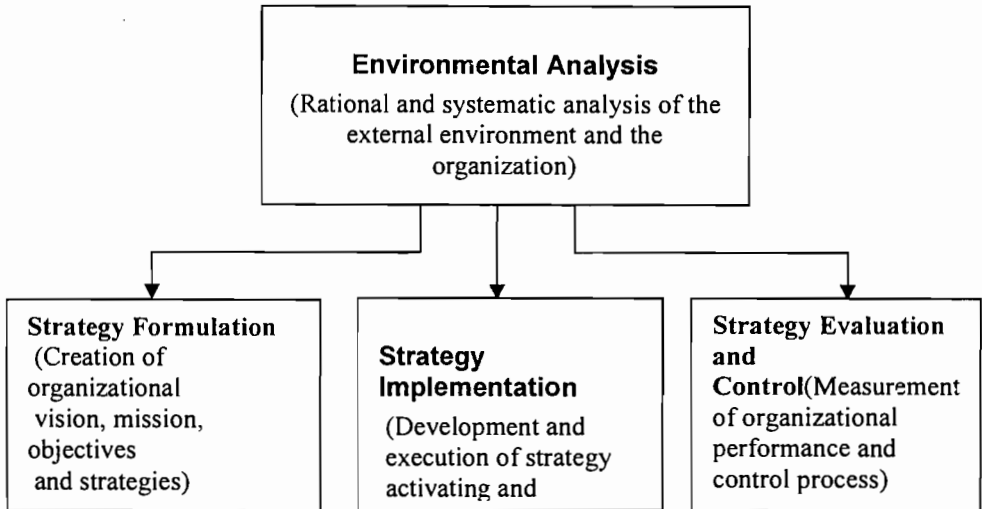 Environmental Analysis
(Rational and systematic analysis of the
external environment and the
organization)
Strategy Formulation
(Creation of
organizational
vision, mission,
objectives
and strategies)
Strategy
Implementation
(Development and
execution of strategy
activating and
Strategy Evaluation
and
Control(Measurement
of organizational
performance and
control process)